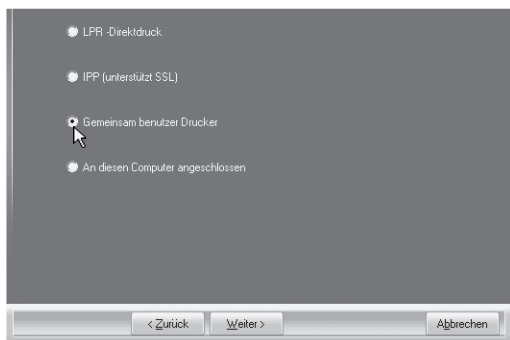 LPR -Direktdruck
IPP (unterstützt SSL)
Gemeinsam benutzer Drucker
An diesen Computer angeschlossen
< Zurück Weiter > Abbrechen